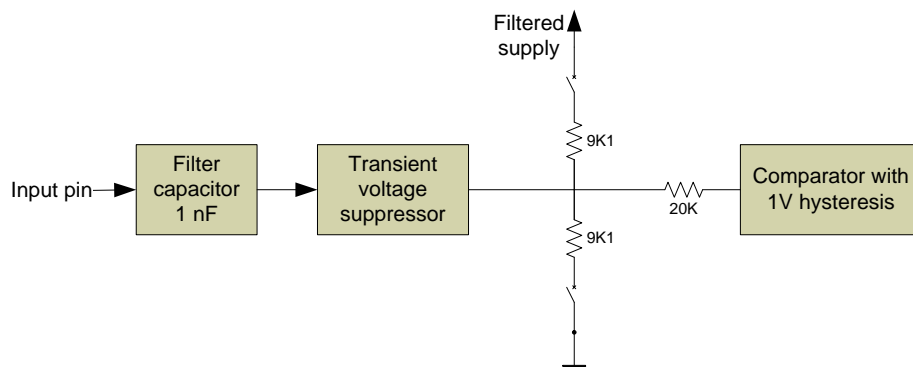 Filtered
supply
9K1
Input pin
Filter
capacitor
1 nF
Transient
voltage
suppressor
20K
Comparator with
1V hysteresis
9K1